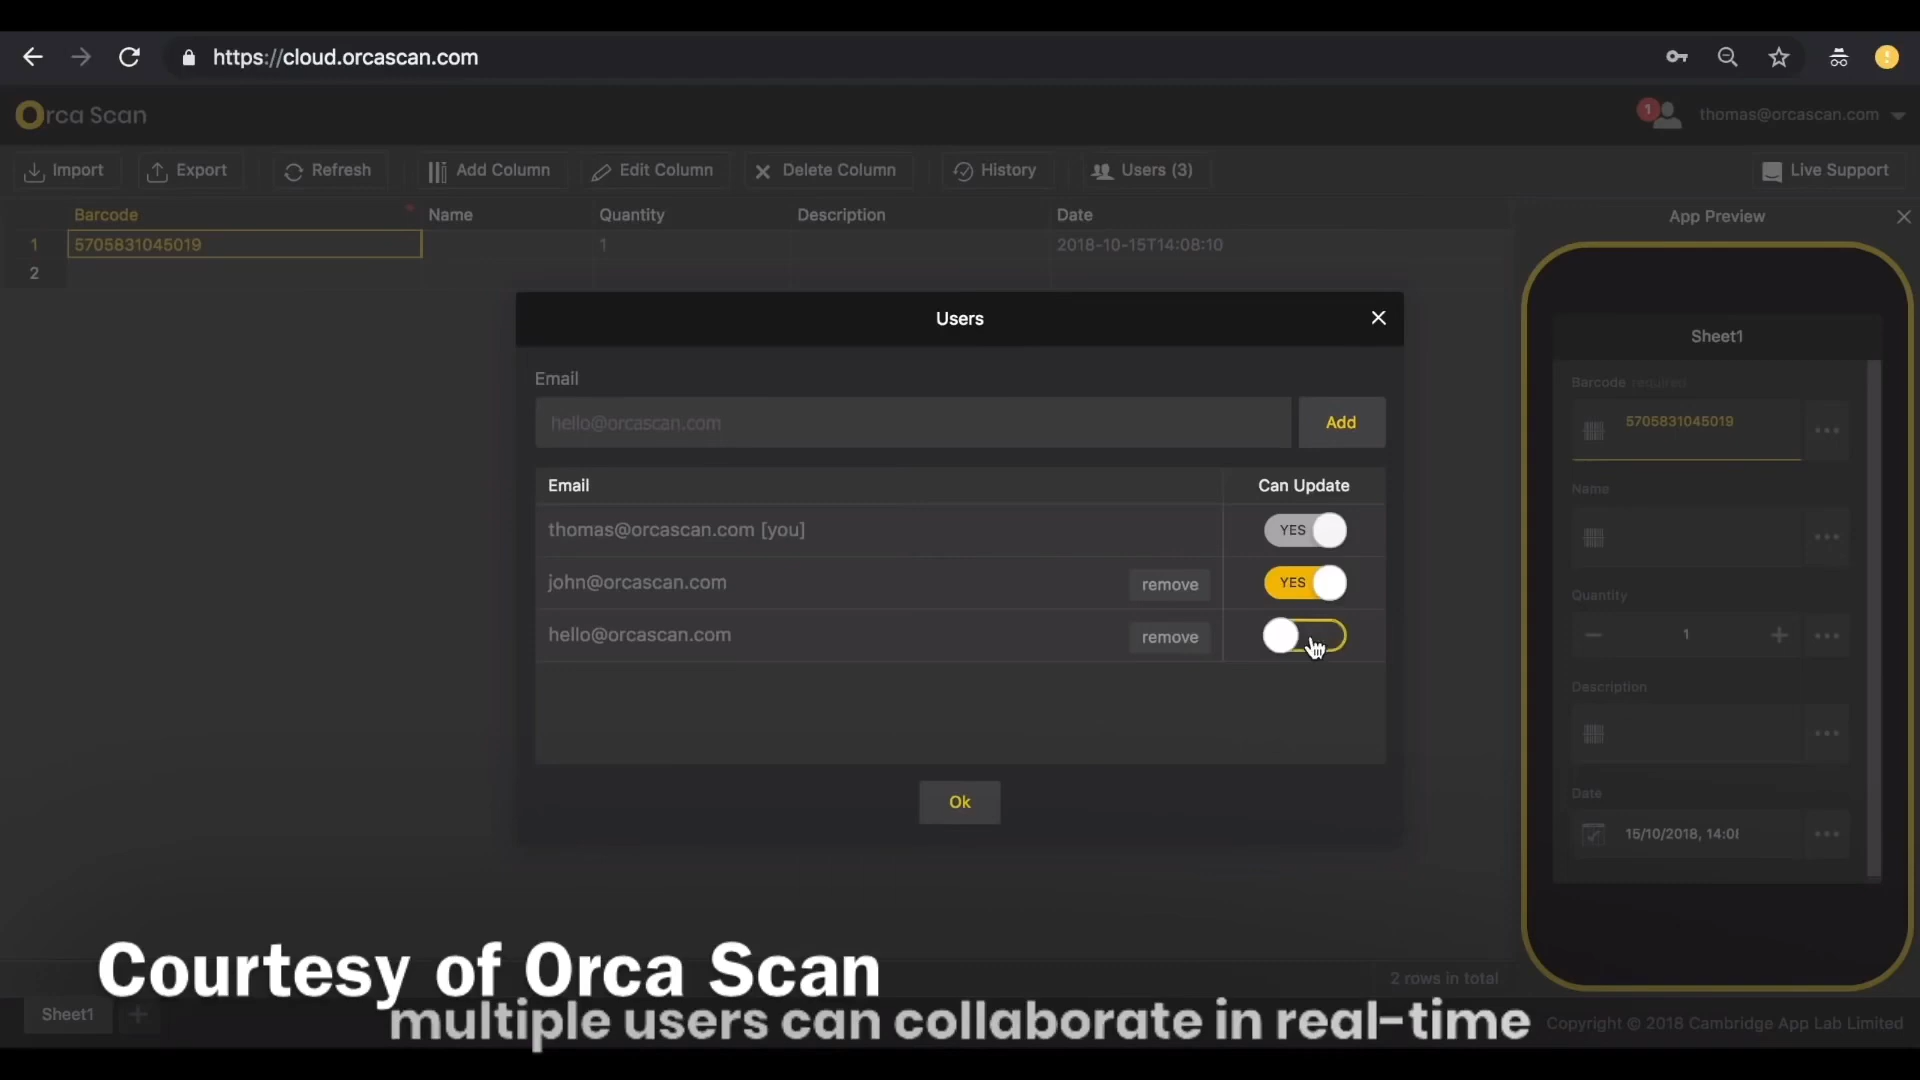 https://cloud.orcascan.com
Orca Scan
1
thomas@orcascan.com
Import
Export
Refresh
Add Column
Edit Column
Delete Column
History
Users (3)
Live Support
Barcode
Name
Quantity
Description
Date
App Preview
1
5705831045019
1
2018-10-15T14:08:10
2
Users
Email
hello@orcascan.com
Add
Email
Can Update
thomas@orcascan.com [you]
YES
john@orcascan.com
remove
YES
hello@orcascan.com
remove
Ok
Sheet1
Barcode required
5705831045019
Name
Quantity
1
Description
Date
15/10/2018, 14:08
Courtesy of Orca Scan
2 rows in total
Sheet1
multiple users can collaborate in real-time
Copyright © 2018 Cambridge App Lab Limited